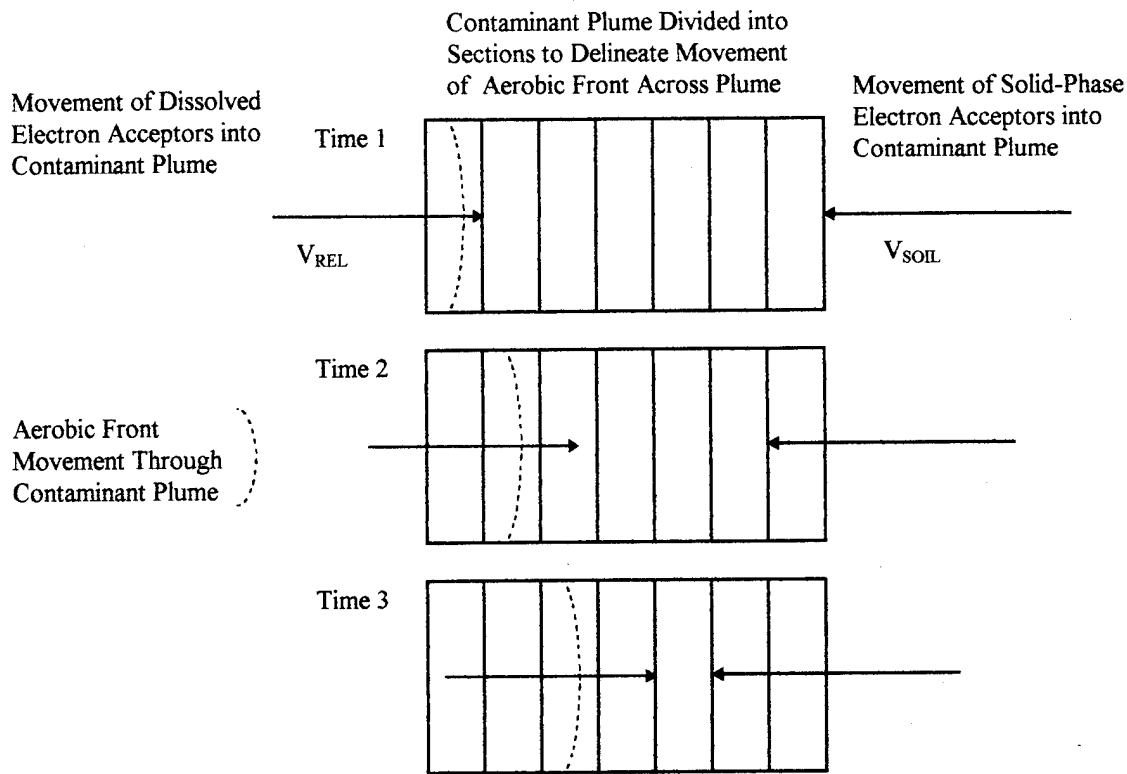 Contaminant Plume Divided into
Sections to Delineate Movement
of Aerobic Front Across Plume
Movement of Dissolved
Electron Acceptors into
Contaminant Plume
Movement of Solid-Phase
Electron Acceptors into
Contaminant Plume
Time 1
VREL
VSOIL
Time 2
Aerobic Front
Movement Through
Contaminant Plume
Time 3